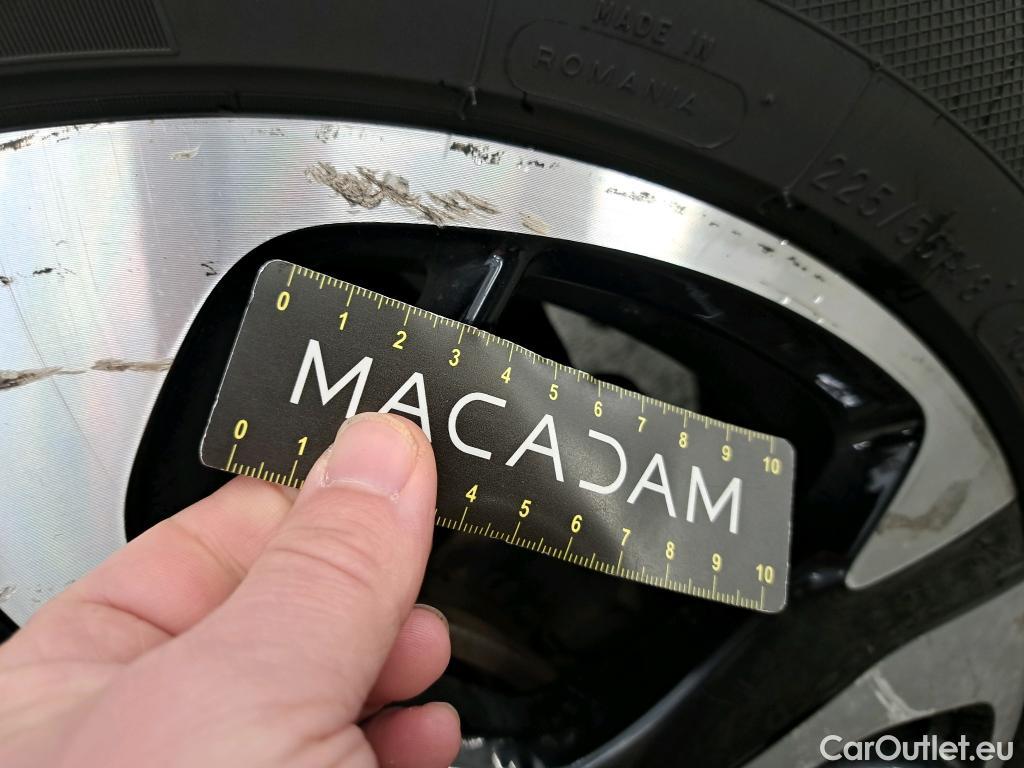 MADE IN
ROMANIA
225/55R18
0 1 2 3 4 5 6 7 8 9 10
MACADAM
0 1 4 5 6 7 8 9 10
CarOutlet.eu